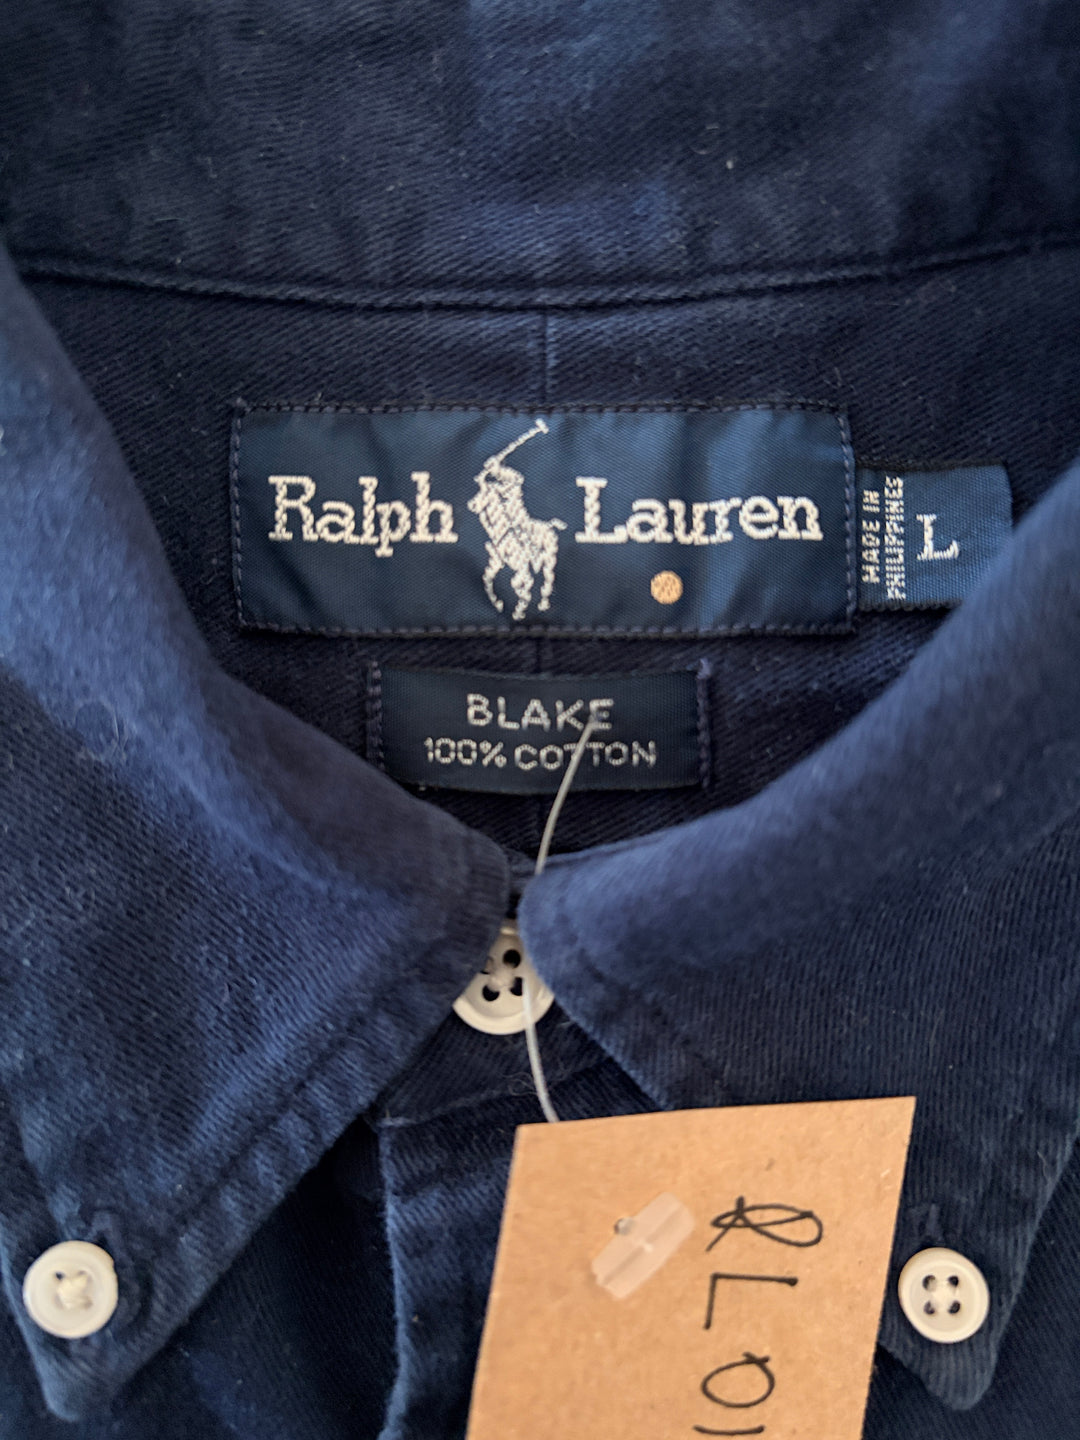 Ralph Lauren
MADE IN
PHILIPPINES
L
BLAKE
100% COTTON
RL01